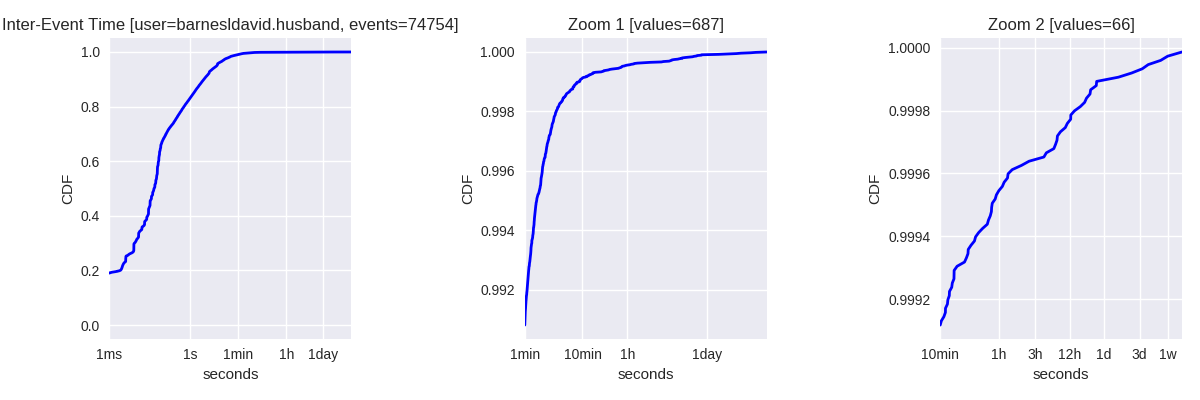 Inter-Event Time [user=barnesldavid.husband, events=74754]
CDF
1.0
0.8
0.6
0.4
0.2
0.0
1ms 1s 1min 1h 1day
seconds
Zoom 1 [values=687]
CDF
1.000
0.998
0.996
0.994
0.992
1min 10min 1h 1day
seconds
Zoom 2 [values=66]
CDF
1.0000
0.9998
0.9996
0.9994
0.9992
10min 1h 3h 12h 1d 3d 1w
seconds